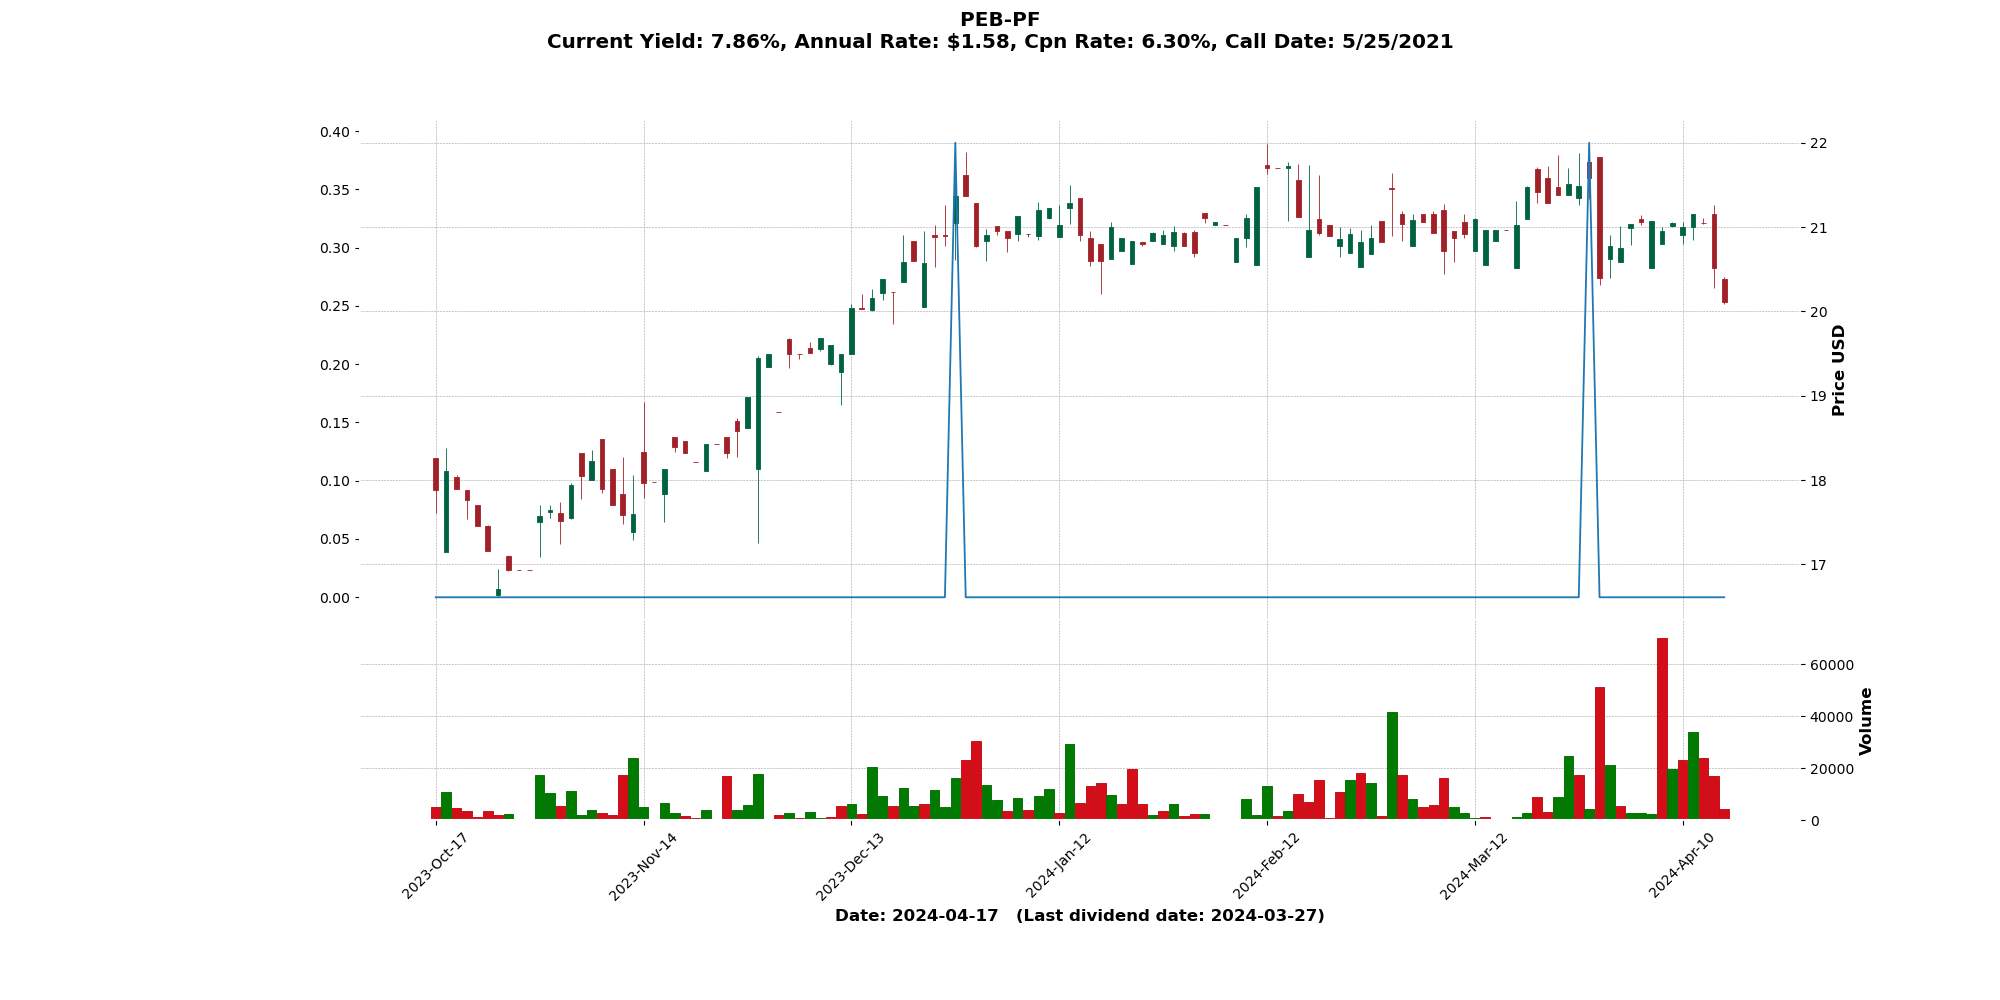 PEB-PF
Current Yield: 7.86%, Annual Rate: $1.58, Cpn Rate: 6.30%, Call Date: 5/25/2021
0.40
0.35
0.30
0.25
0.20
0.15
0.10
0.05
0.00
22
21
20
19
18
17
Price USD
60000
40000
20000
0
Volume
2023-Oct-17
2023-Nov-14
2023-Dec-13
2024-Jan-12
2024-Feb-12
2024-Mar-12
2024-Apr-10
Date: 2024-04-17   (Last dividend date: 2024-03-27)